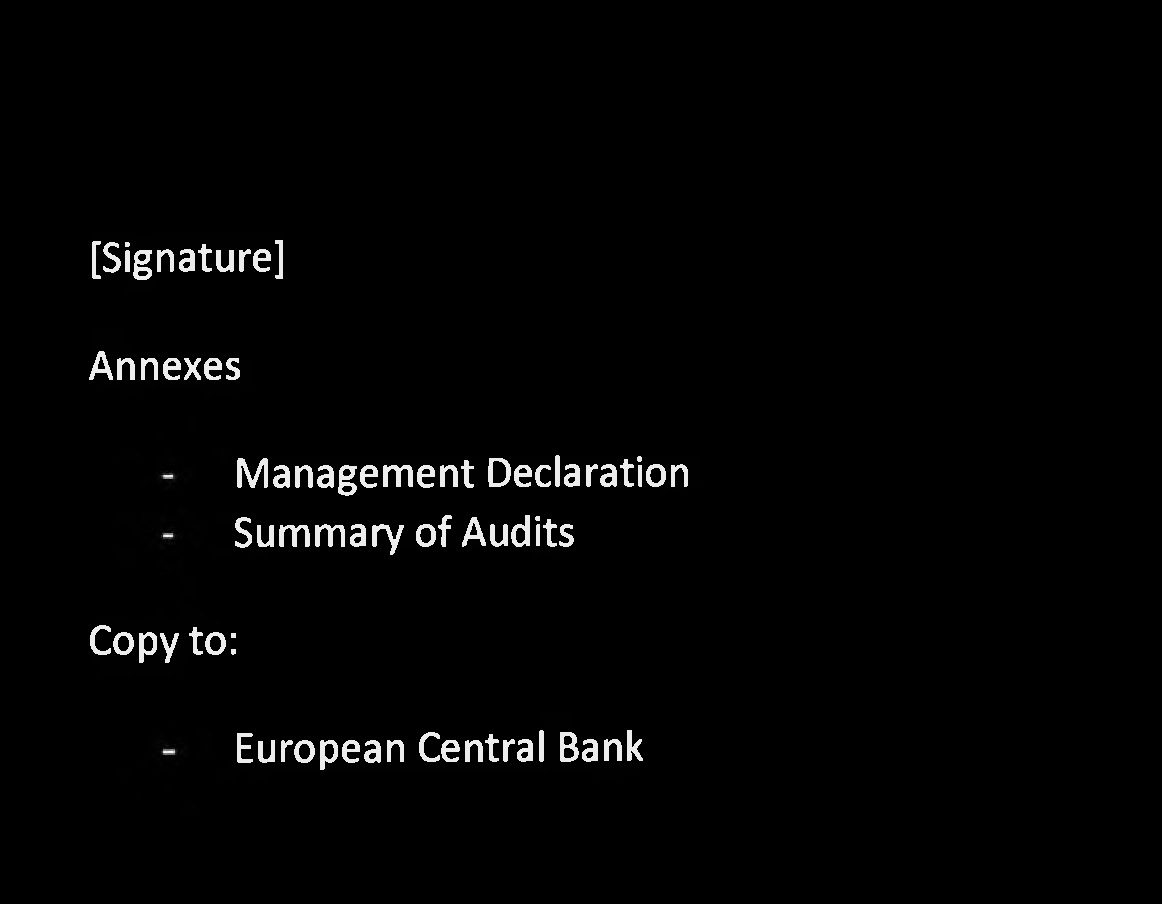 [Signature]
Annexes
- Management Declaration
- Summary of Audits
Copy to:
- European Central Bank